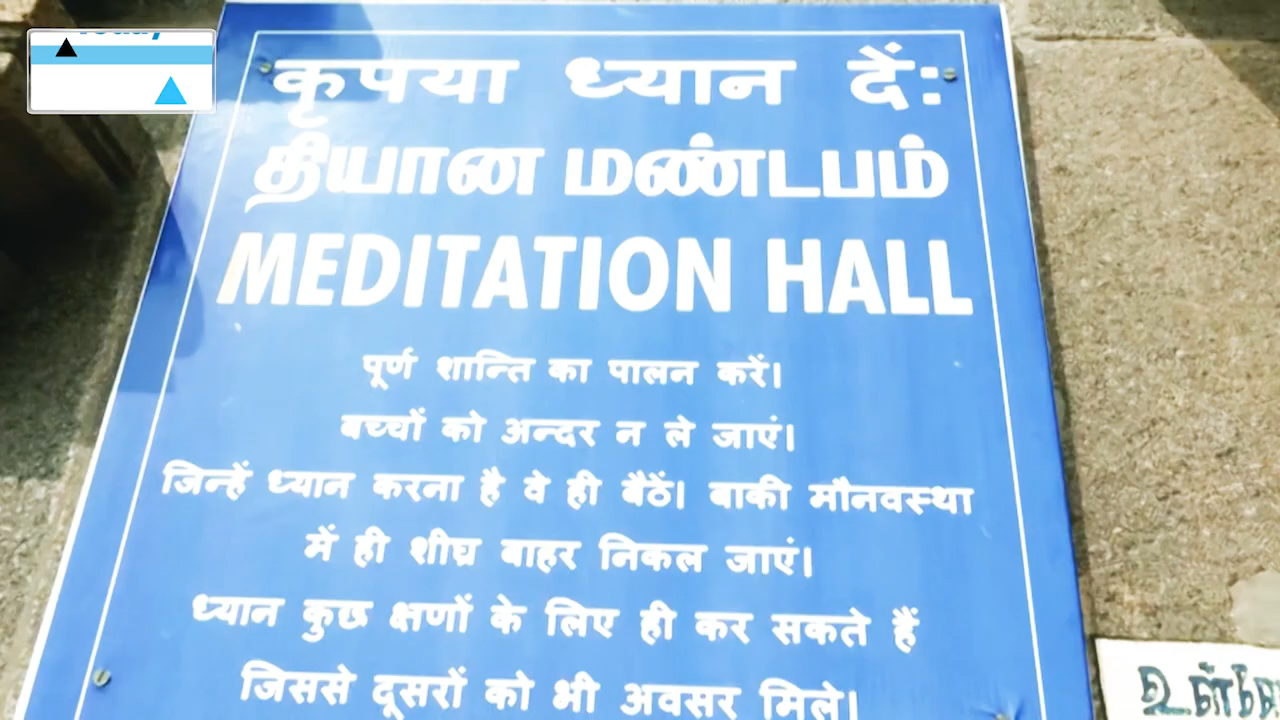 कृपया ध्यान दें:
தியான மண்டபம்
MEDITATION HALL
पूर्ण शान्ति का पालन करें।
बच्चों को अन्दर न ले जाएं।
जिन्हें ध्यान करना है वे ही बैठें। बाकी मौनवस्था
में ही शीघ्र बाहर निकल जाएं।
ध्यान कुछ क्षणों के लिए ही कर सकते हैं
जिससे दूसरों को भी अवसर मिले।